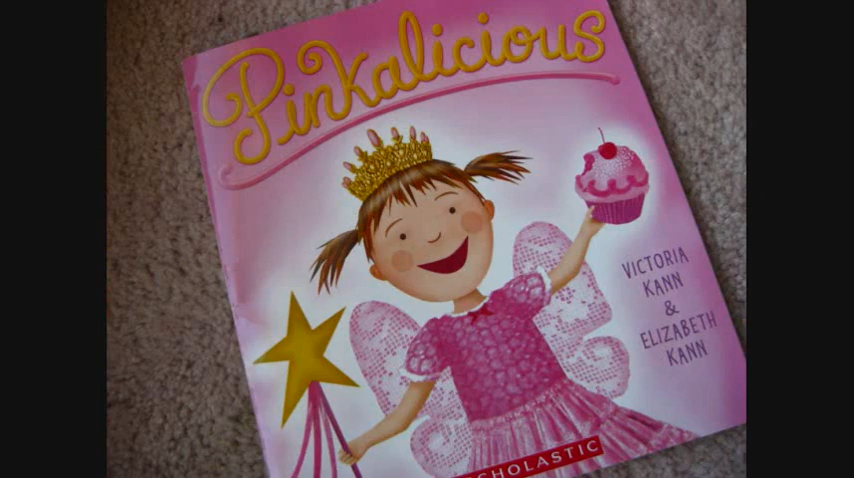 Pinkalicious
VICTORIA
KANN
&
ELIZABETH
KANN
SCHOLASTIC